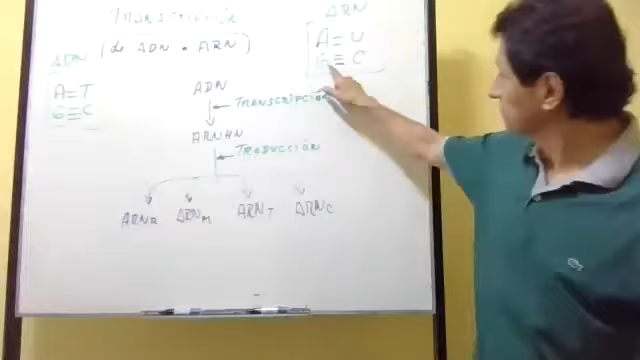 TRANSCRIPCIÓN
(de ADN a ARN)
ADN
A=T
G≡C
ARN
A=U
G≡C
ADN
TRANSCRIPCIÓN
ARNHN
TRADUCCIÓN
ARNR ARNM ARNT ARNC